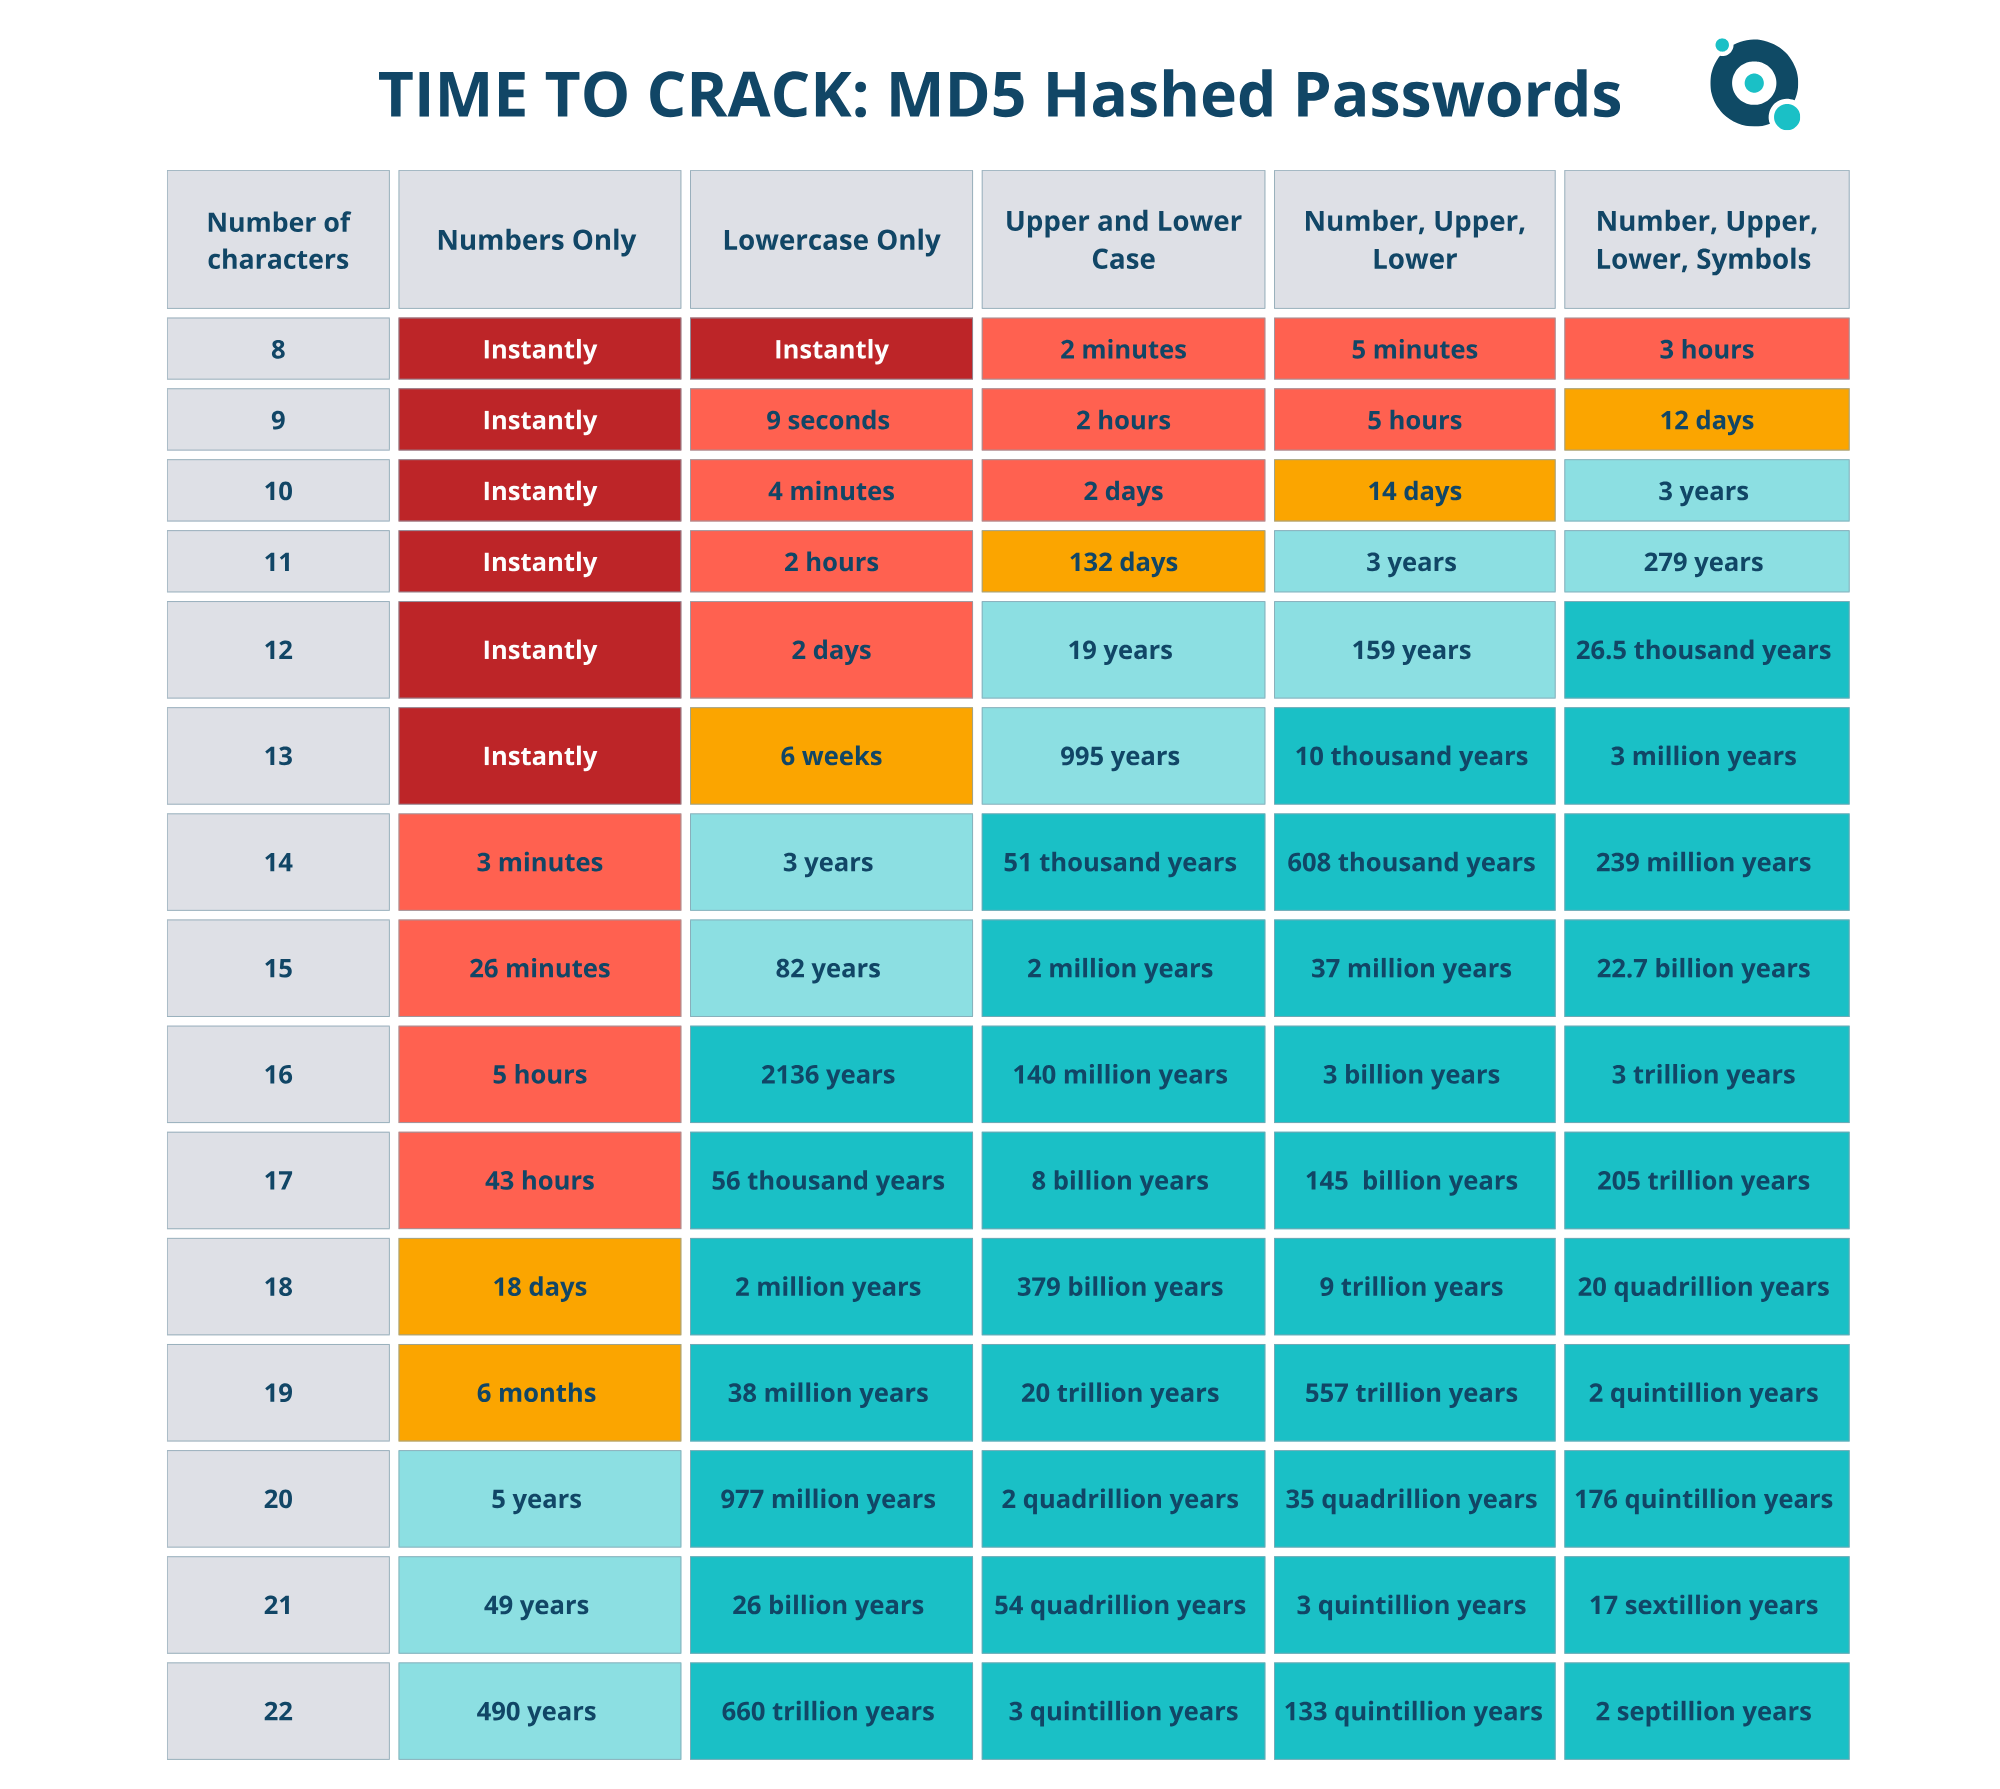 TIME TO CRACK: MD5 Hashed Passwords
Number of
characters
Numbers Only
Lowercase Only
Upper and Lower
Case
Number, Upper,
Lower
Number, Upper,
Lower, Symbols
8
Instantly
Instantly
2 minutes
5 minutes
3 hours
9
Instantly
9 seconds
2 hours
5 hours
12 days
10
Instantly
4 minutes
2 days
14 days
3 years
11
Instantly
2 hours
132 days
3 years
279 years
12
Instantly
2 days
19 years
159 years
26.5 thousand years
13
Instantly
6 weeks
995 years
10 thousand years
3 million years
14
3 minutes
3 years
51 thousand years
608 thousand years
239 million years
15
26 minutes
82 years
2 million years
37 million years
22.7 billion years
16
5 hours
2136 years
140 million years
3 billion years
3 trillion years
17
43 hours
56 thousand years
8 billion years
145  billion years
205 trillion years
18
18 days
2 million years
379 billion years
9 trillion years
20 quadrillion years
19
6 months
38 million years
20 trillion years
557 trillion years
2 quintillion years
20
5 years
977 million years
2 quadrillion years
35 quadrillion years
176 quintillion years
21
49 years
26 billion years
54 quadrillion years
3 quintillion years
17 sextillion years
22
490 years
660 trillion years
3 quintillion years
133 quintillion years
2 septillion years